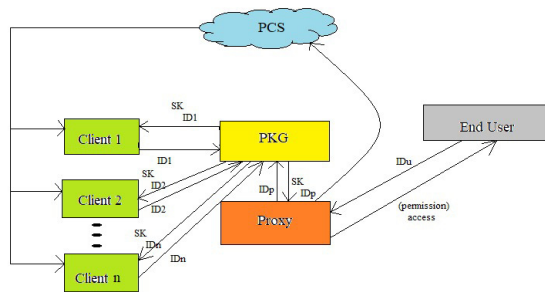 PCS
SK
ID1
Client 1
PKG
End User
ID1
SK
ID2
IDu
Client 2
ID2
IDp
SK
IDp
(permission)
access
Proxy
SK
IDn
IDn
Client n